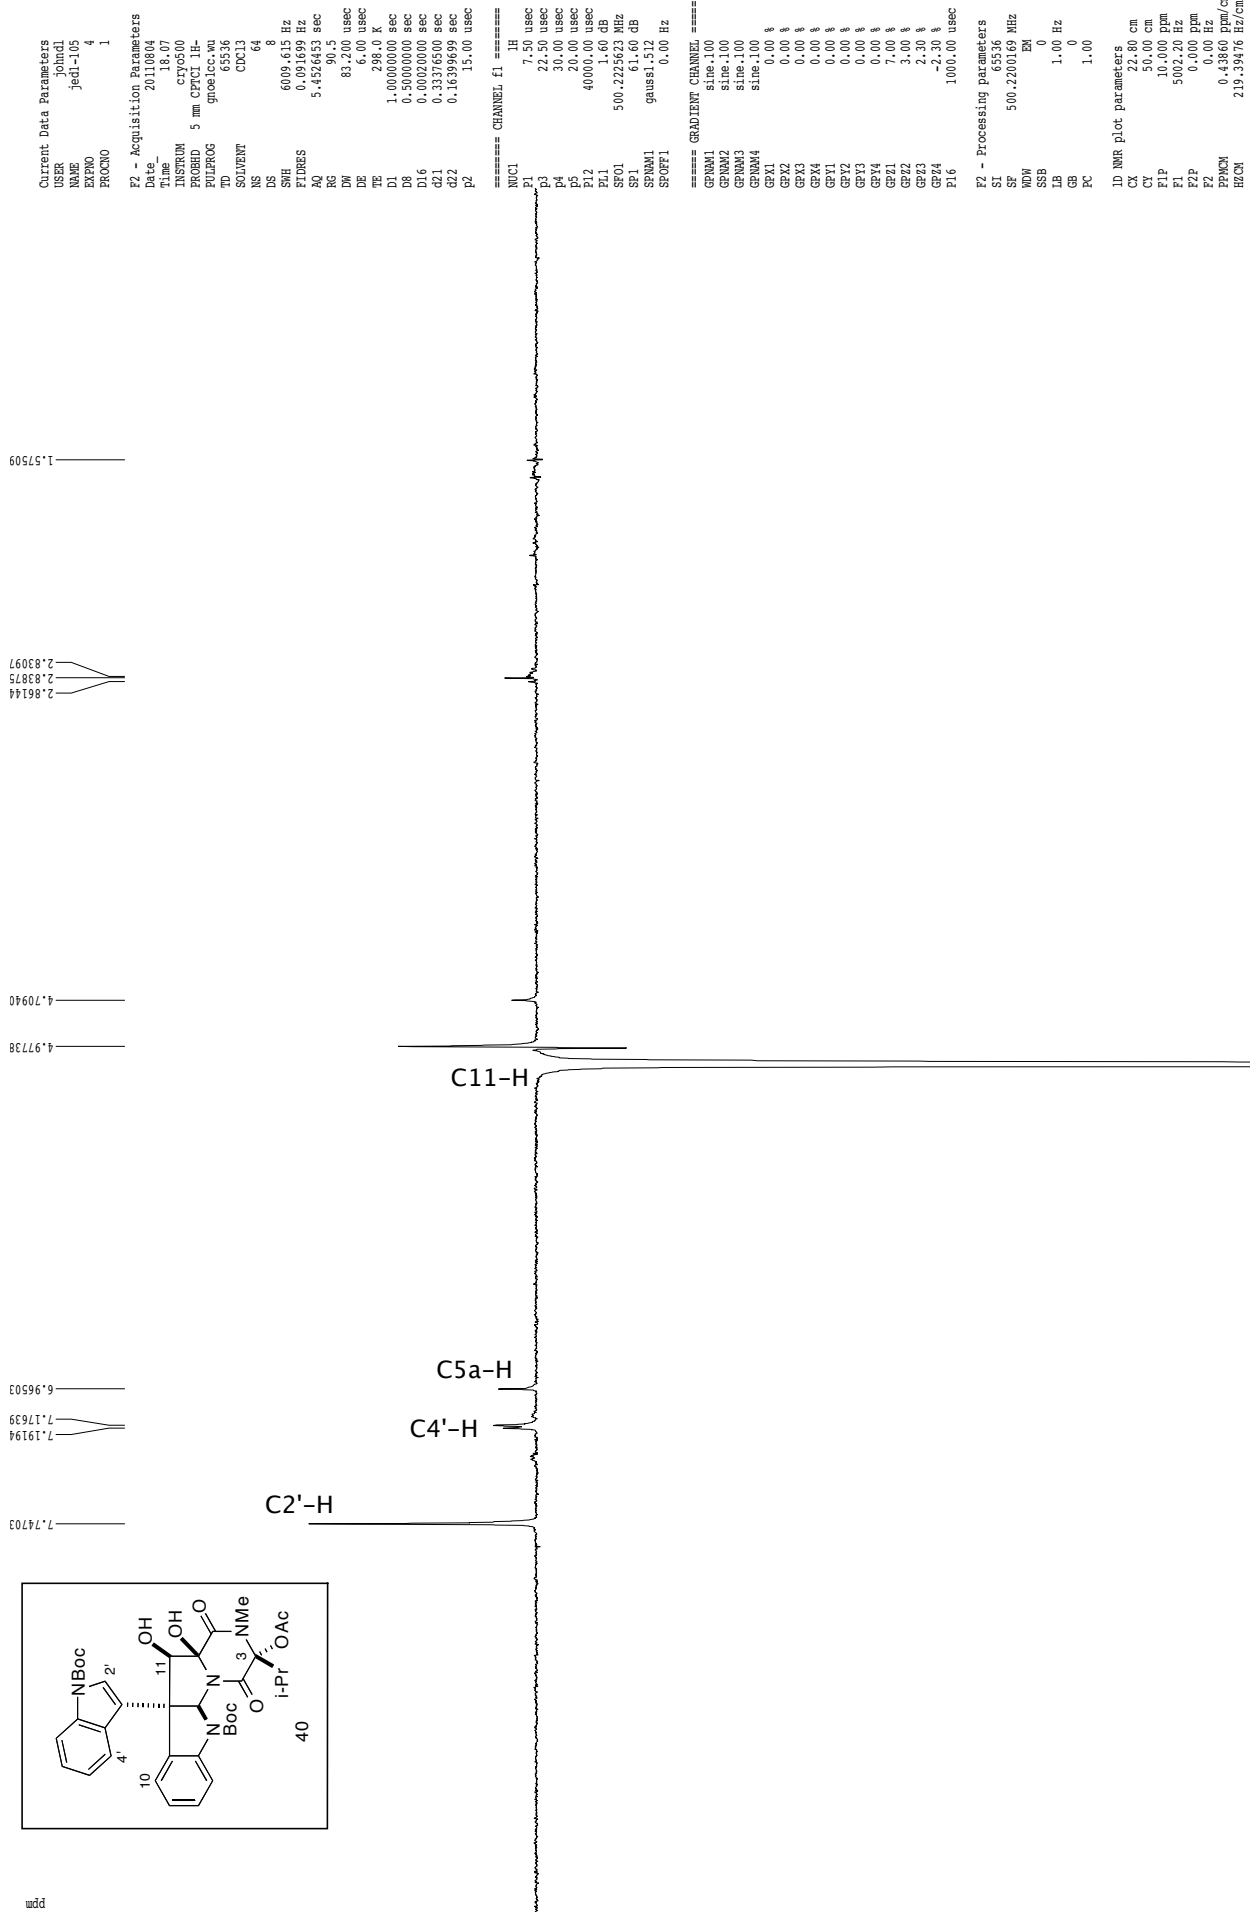 Current Data Parameters
USER johndl
NAME jedl-105
EXPNO 4
PROCNO 1
F2 - Acquisition Parameters
Date_ 20110804
Time 18.07
INSTRUM cryo500
PROBHD 5 mm CPTCI 1H-
PULPROG gnoelcc.wu
TD 65536
SOLVENT CDCl3
NS 64
DS 8
SWH 6009.615 Hz
FIDRES 0.091699 Hz
AQ 5.4526453 sec
RG 90.5
DW 83.200 usec
DE 6.00 usec
TE 298.0 K
D1 1.00000000 sec
D8 0.50000000 sec
D16 0.00020000 sec
d21 0.33376500 sec
d22 0.16399699 sec
p2 15.00 usec
======== CHANNEL f1 ========
NUC1 1H
P1 7.50 usec
p3 22.50 usec
p4 30.00 usec
p5 20.00 usec
P12 40000.00 usec
PL1 1.60 dB
SFO1 500.2225623 MHz
SP1 61.60 dB
SPNAM1 gauss1.512
SPOFF1 0.00 Hz
====== GRADIENT CHANNEL =====
GPNAM1 sine.100
GPNAM2 sine.100
GPNAM3 sine.100
GPNAM4 sine.100
GPX1 0.00 %
GPX2 0.00 %
GPX3 0.00 %
GPX4 0.00 %
GPY1 0.00 %
GPY2 0.00 %
GPY3 0.00 %
GPY4 0.00 %
GPZ1 7.00 %
GPZ2 3.00 %
GPZ3 2.30 %
GPZ4 -2.30 %
P16 1000.00 usec
F2 - Processing parameters
SI 65536
SF 500.2200169 MHz
WDW EM
SSB 0
LB 1.00 Hz
GB 0
PC 1.00
1D NMR plot parameters
CX 22.80 cm
CY 50.00 cm
F1P 10.000 ppm
F1 5002.20 Hz
F2P 0.000 ppm
F2 0.00 Hz
PPMCM 0.43860 ppm/c
HZCM 219.39476 Hz/cm
1.57509
2.83097
2.83875
2.86144
4.70940
4.97738
6.96503
7.17639
7.19194
7.74703
ppm
C11-H
C5a-H
C4'-H
C2'-H
NBoc
2'
4'
OH
11
OH
O
NMe
10
N
3
OAc
N
Boc
O
i-Pr
40